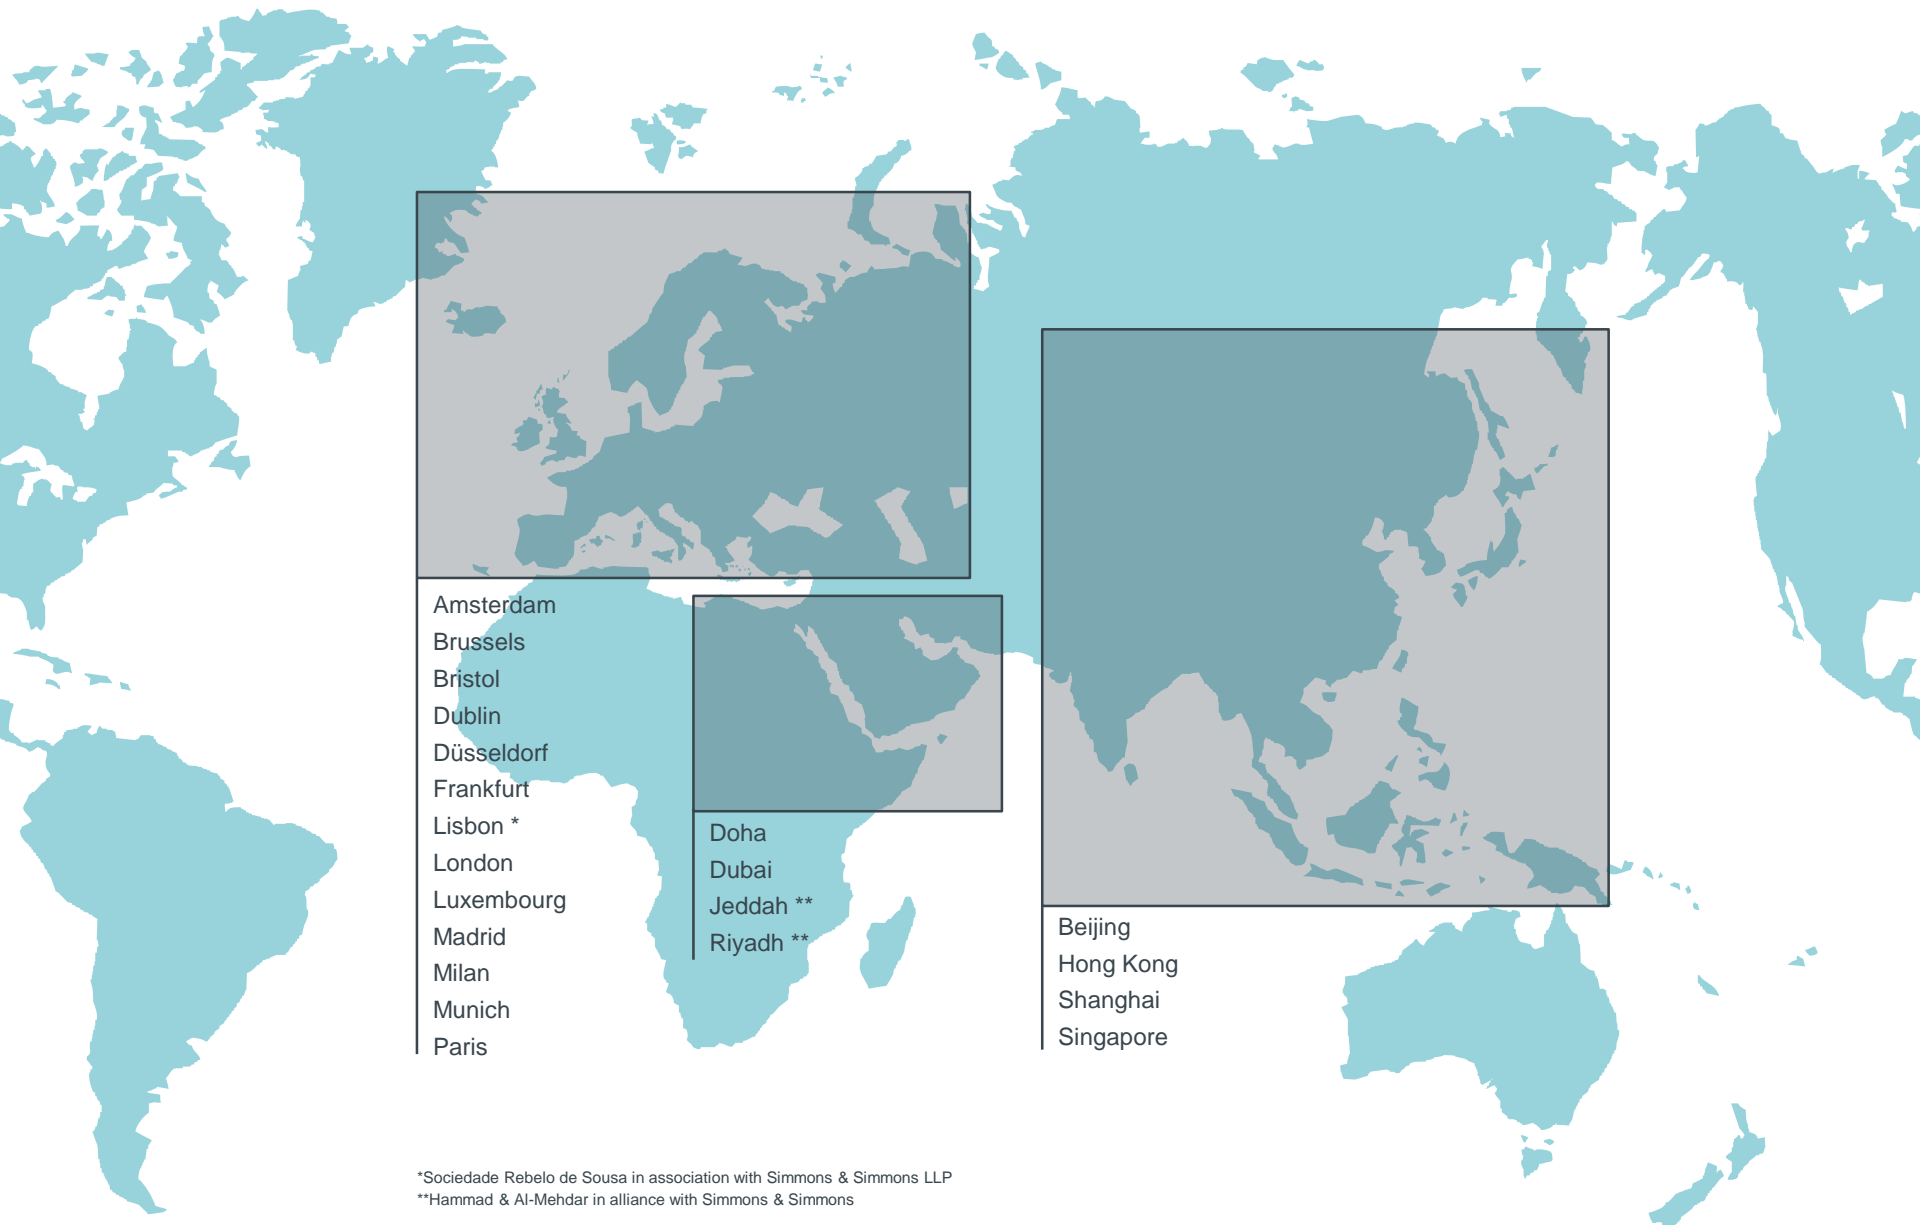 Amsterdam
Brussels
Bristol
Dublin
Düsseldorf
Frankfurt
Lisbon *
London
Luxembourg
Madrid
Milan
Munich
Paris
Doha
Dubai
Jeddah **
Riyadh **
Beijing
Hong Kong
Shanghai
Singapore
*Sociedade Rebelo de Sousa in association with Simmons & Simmons LLP
**Hammad & Al-Mehdar in alliance with Simmons & Simmons